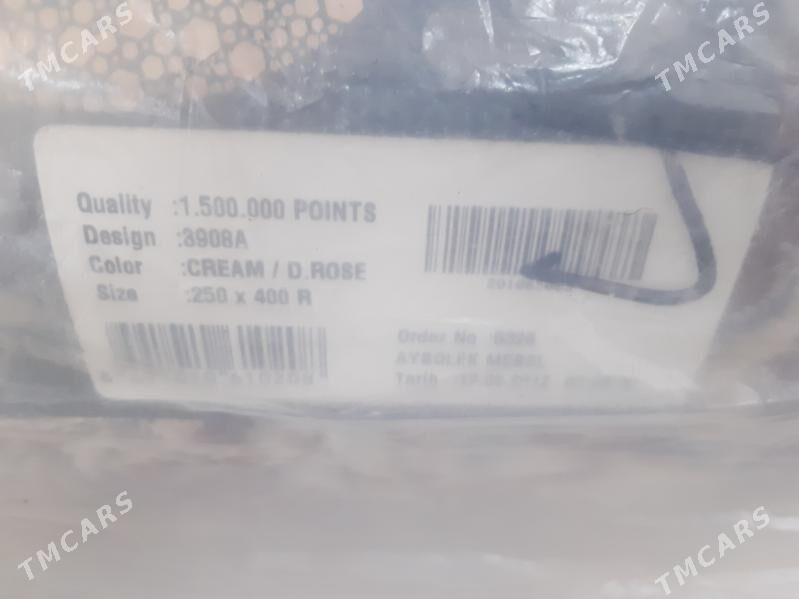 TMCARS
TMCARS
Quality :1.500.000 POINTS
Design :3908A
Color :CREAM / D.ROSE
Size :250 x 400 R
Order No
Tarih
TMCARS
TMCARS